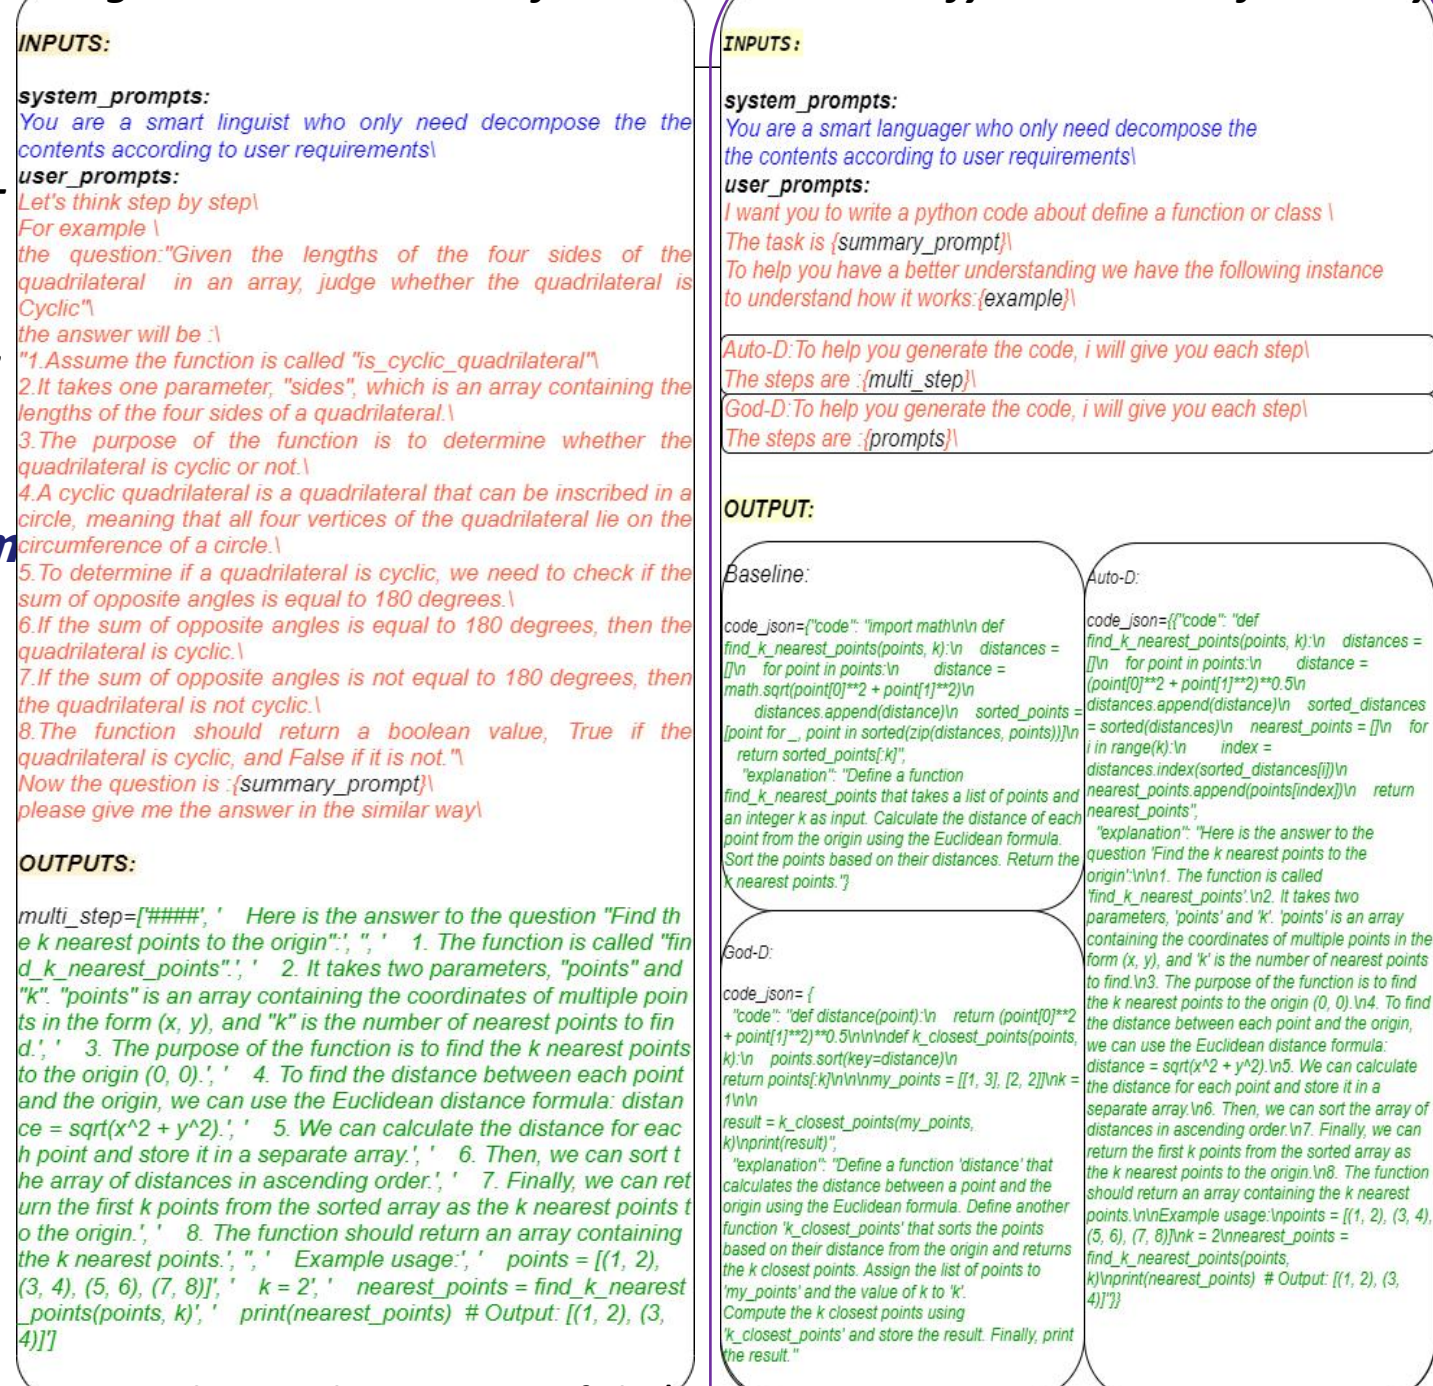 INPUTS:
system_prompts:
You are a smart linguist who only need decompose the the
contents according to user requirements\
user_prompts:
Let's think step by step\
For example \
the question:"Given the lengths of the four sides of the
quadrilateral in an array, judge whether the quadrilateral is
Cyclic"\
the answer will be :\
"1.Assume the function is called "is_cyclic_quadrilateral"\
2.It takes one parameter, "sides", which is an array containing the
lengths of the four sides of a quadrilateral.\
3.The purpose of the function is to determine whether the
quadrilateral is cyclic or not.\
4.A cyclic quadrilateral is a quadrilateral that can be inscribed in a
circle, meaning that all four vertices of the quadrilateral lie on the
circumference of a circle.\
5.To determine if a quadrilateral is cyclic, we need to check if the
sum of opposite angles is equal to 180 degrees.\
6.If the sum of opposite angles is equal to 180 degrees, then the
quadrilateral is cyclic.\
7.If the sum of opposite angles is not equal to 180 degrees, then
the quadrilateral is not cyclic.\
8.The function should return a boolean value, True if the
quadrilateral is cyclic, and False if it is not."\
Now the question is :{summary_prompt}\
please give me the answer in the similar way\
OUTPUTS:
multi_step=['####', '    Here is the answer to the question "Find th
e k nearest points to the origin":', '', '    1. The function is called "fin
d_k_nearest_points".', '    2. It takes two parameters, "points" and
"k". "points" is an array containing the coordinates of multiple poin
ts in the form (x, y), and "k" is the number of nearest points to fin
d.', '    3. The purpose of the function is to find the k nearest points
to the origin (0, 0).', '    4. To find the distance between each point
and the origin, we can use the Euclidean distance formula: distan
ce = sqrt(x^2 + y^2).', '    5. We can calculate the distance for eac
h point and store it in a separate array.', '    6. Then, we can sort t
he array of distances in ascending order.', '    7. Finally, we can ret
urn the first k points from the sorted array as the k nearest points t
o the origin.', '    8. The function should return an array containing
the k nearest points.', '', '    Example usage:', '    points = [(1, 2),
(3, 4), (5, 6), (7, 8)]', '    k = 2', '    nearest_points = find_k_nearest
_points(points, k)', '    print(nearest_points)  # Output: [(1, 2), (3,
4)]']
INPUTS:
system_prompts:
You are a smart languager who only need decompose the
the contents according to user requirements\
user_prompts:
I want you to write a python code about define a function or class \
The task is {summary_prompt}\
To help you have a better understanding we have the following instance
to understand how it works:{example}\
Auto-D:To help you generate the code, i will give you each step\
The steps are :{multi_step}\
God-D:To help you generate the code, i will give you each step\
The steps are :{prompts}\
OUTPUT:
Baseline:
code_json={"code": "import math\n\n def
find_k_nearest_points(points, k):\n    distances =
[]\n    for point in points:\n        distance =
math.sqrt(point[0]**2 + point[1]**2)\n
distances.append(distance)\n    sorted_points =
[point for _, point in sorted(zip(distances, points))]\n
return sorted_points[:k]",
"explanation": "Define a function
find_k_nearest_points that takes a list of points and
an integer k as input. Calculate the distance of each
point from the origin using the Euclidean formula.
Sort the points based on their distances. Return the
k nearest points."}
God-D:
code_json= {
"code": "def distance(point):\n    return (point[0]**2
+ point[1]**2)**0.5\n\n\ndef k_closest_points(points,
k):\n    points.sort(key=distance)\n
return points[:k]\n\n\nmy_points = [[1, 3], [2, 2]]\nk =
1\n\n
result = k_closest_points(my_points,
k)\nprint(result)",
"explanation": "Define a function 'distance' that
calculates the distance between a point and the
origin using the Euclidean formula. Define another
function 'k_closest_points' that sorts the points
based on their distance from the origin and returns
the k closest points. Assign the list of points to
'my_points' and the value of k to 'k'.
Compute the k closest points using
'k_closest_points' and store the result. Finally, print
the result."
Auto-D:
code_json={{"code": "def
find_k_nearest_points(points, k):\n    distances =
[]\n    for point in points:\n        distance =
(point[0]**2 + point[1]**2)**0.5\n
distances.append(distance)\n    sorted_distances
= sorted(distances)\n    nearest_points = []\n    for
i in range(k):\n        index =
distances.index(sorted_distances[i])\n
nearest_points.append(points[index])\n    return
nearest_points",
"explanation": "Here is the answer to the
question 'Find the k nearest points to the
origin':\n\n1. The function is called
'find_k_nearest_points'.\n2. It takes two
parameters, 'points' and 'k'. 'points' is an array
containing the coordinates of multiple points in the
form (x, y), and 'k' is the number of nearest points
to find.\n3. The purpose of the function is to find
the k nearest points to the origin (0, 0).\n4. To find
the distance between each point and the origin,
we can use the Euclidean distance formula:
distance = sqrt(x^2 + y^2).\n5. We can calculate
the distance for each point and store it in a
separate array.\n6. Then, we can sort the array of
distances in ascending order.\n7. Finally, we can
return the first k points from the sorted array as
the k nearest points to the origin.\n8. The function
should return an array containing the k nearest
points.\n\nExample usage:\npoints = [(1, 2), (3, 4),
(5, 6), (7, 8)]\nk = 2\nnearest_points =
find_k_nearest_points(points,
k)\nprint(nearest_points)  # Output: [(1, 2), (3,
4)]"}}